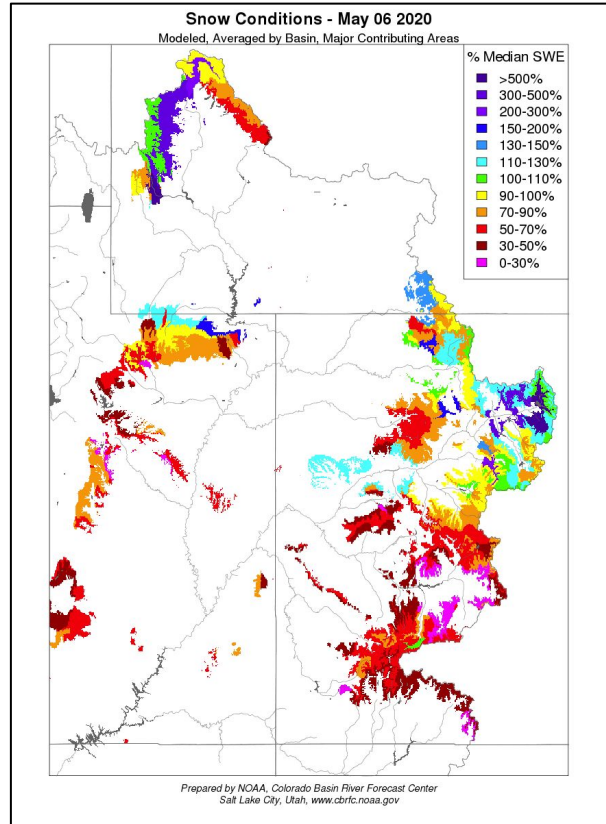 Snow Conditions - May 06 2020
Modeled, Averaged by Basin, Major Contributing Areas
% Median SWE
>500%
300-500%
200-300%
150-200%
130-150%
110-130%
100-110%
90-100%
70-90%
50-70%
30-50%
0-30%
Prepared by NOAA, Colorado Basin River Forecast Center
Salt Lake City, Utah, www.cbrfc.noaa.gov